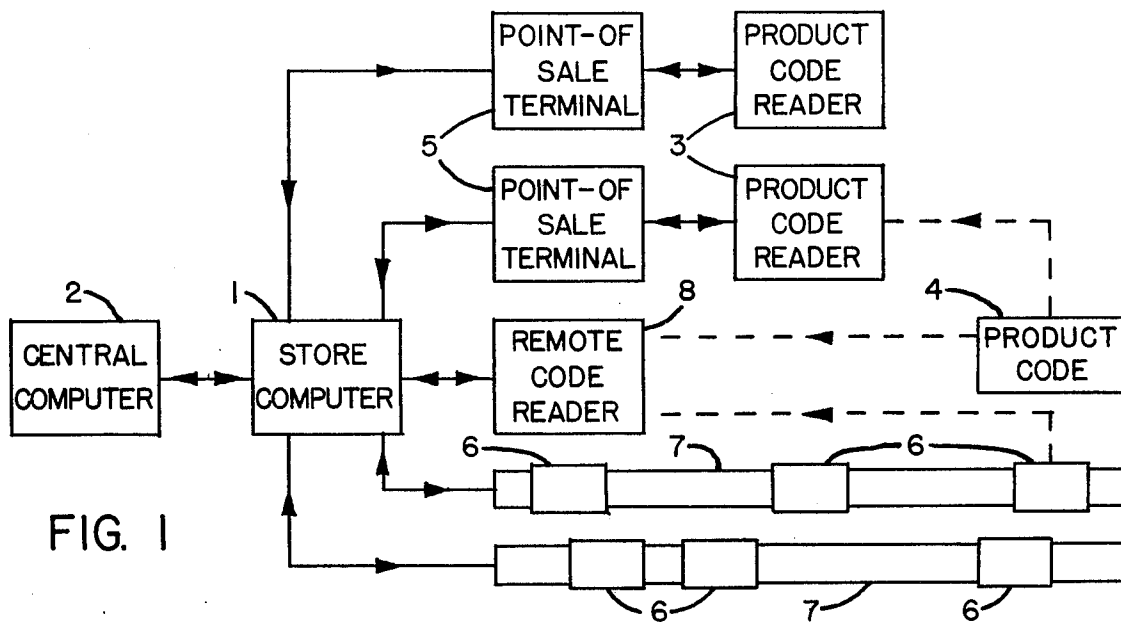 POINT-OF
SALE
TERMINAL
PRODUCT
CODE
READER
5
3
POINT-OF
SALE
TERMINAL
PRODUCT
CODE
READER
2
CENTRAL
COMPUTER
1
STORE
COMPUTER
8
REMOTE
CODE
READER
4
PRODUCT
CODE
6
7
6
FIG. 1
6
7
6